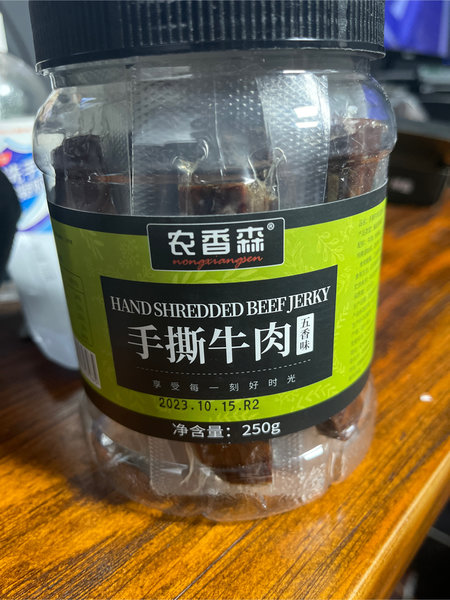 农香森®
nongxiangsen
HAND SHREDDED BEEF JERKY
手撕牛肉
五香味
享受每一刻好时光
2023.10.15.R2
净含量：250g